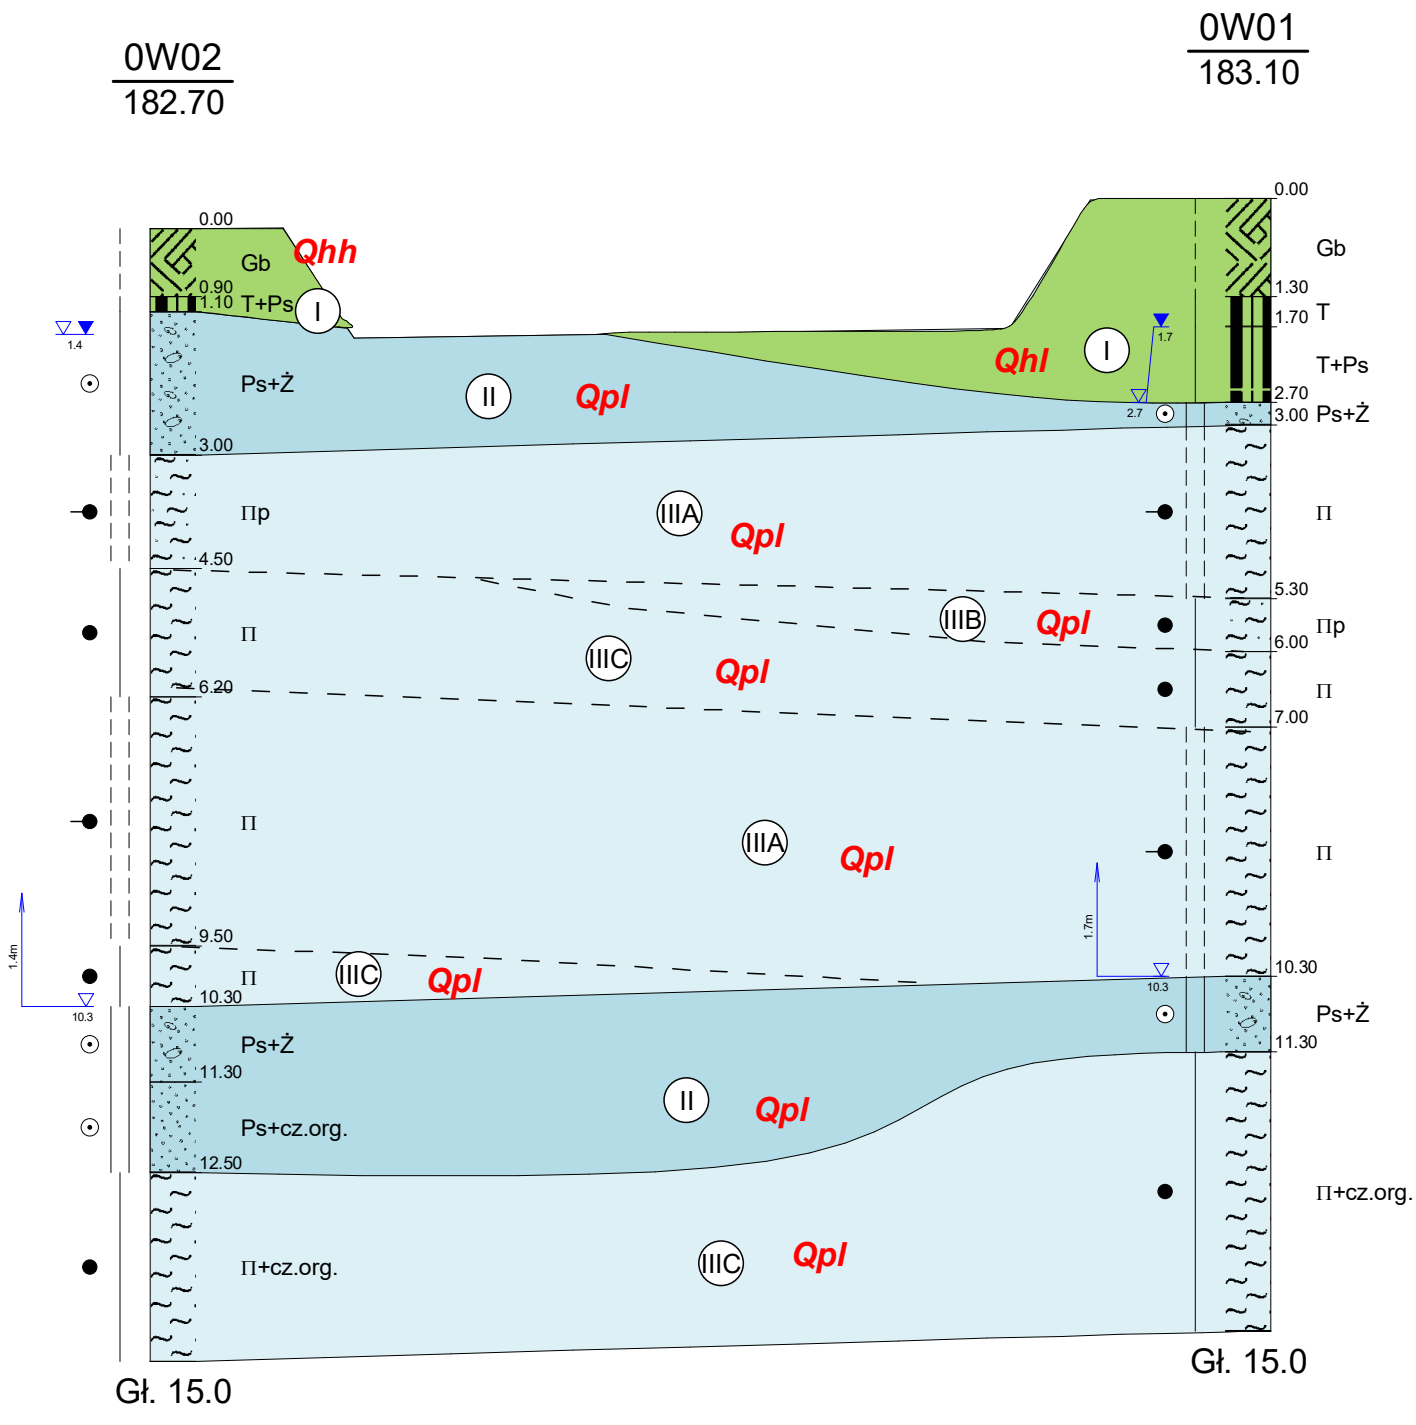 0W02
182.70
0W01
183.10
0.00
0.00
Gb
Qhh
Gb
0.90
1.10
T+Ps
I
1.30
1.70
T
1.4
1.7
I
Qhl
T+Ps
Ps+Ż
II
Qpl
2.70
2.7
3.00
Ps+Ż
3.00
Πp
IIIA
Qpl
Π
4.50
5.30
Π
IIIB
Qpl
Πp
6.00
IIIC
Qpl
Π
6.20
7.00
Π
IIIA
Qpl
Π
1.4m
1.7m
9.50
Π
IIIC
Qpl
10.30
10.30
10.3
10.3
Ps+Ż
Ps+Ż
11.30
11.30
II
Qpl
Ps+cz.org.
12.50
Π+cz.org.
Π+cz.org.
IIIC
Qpl
Gł. 15.0
Gł. 15.0